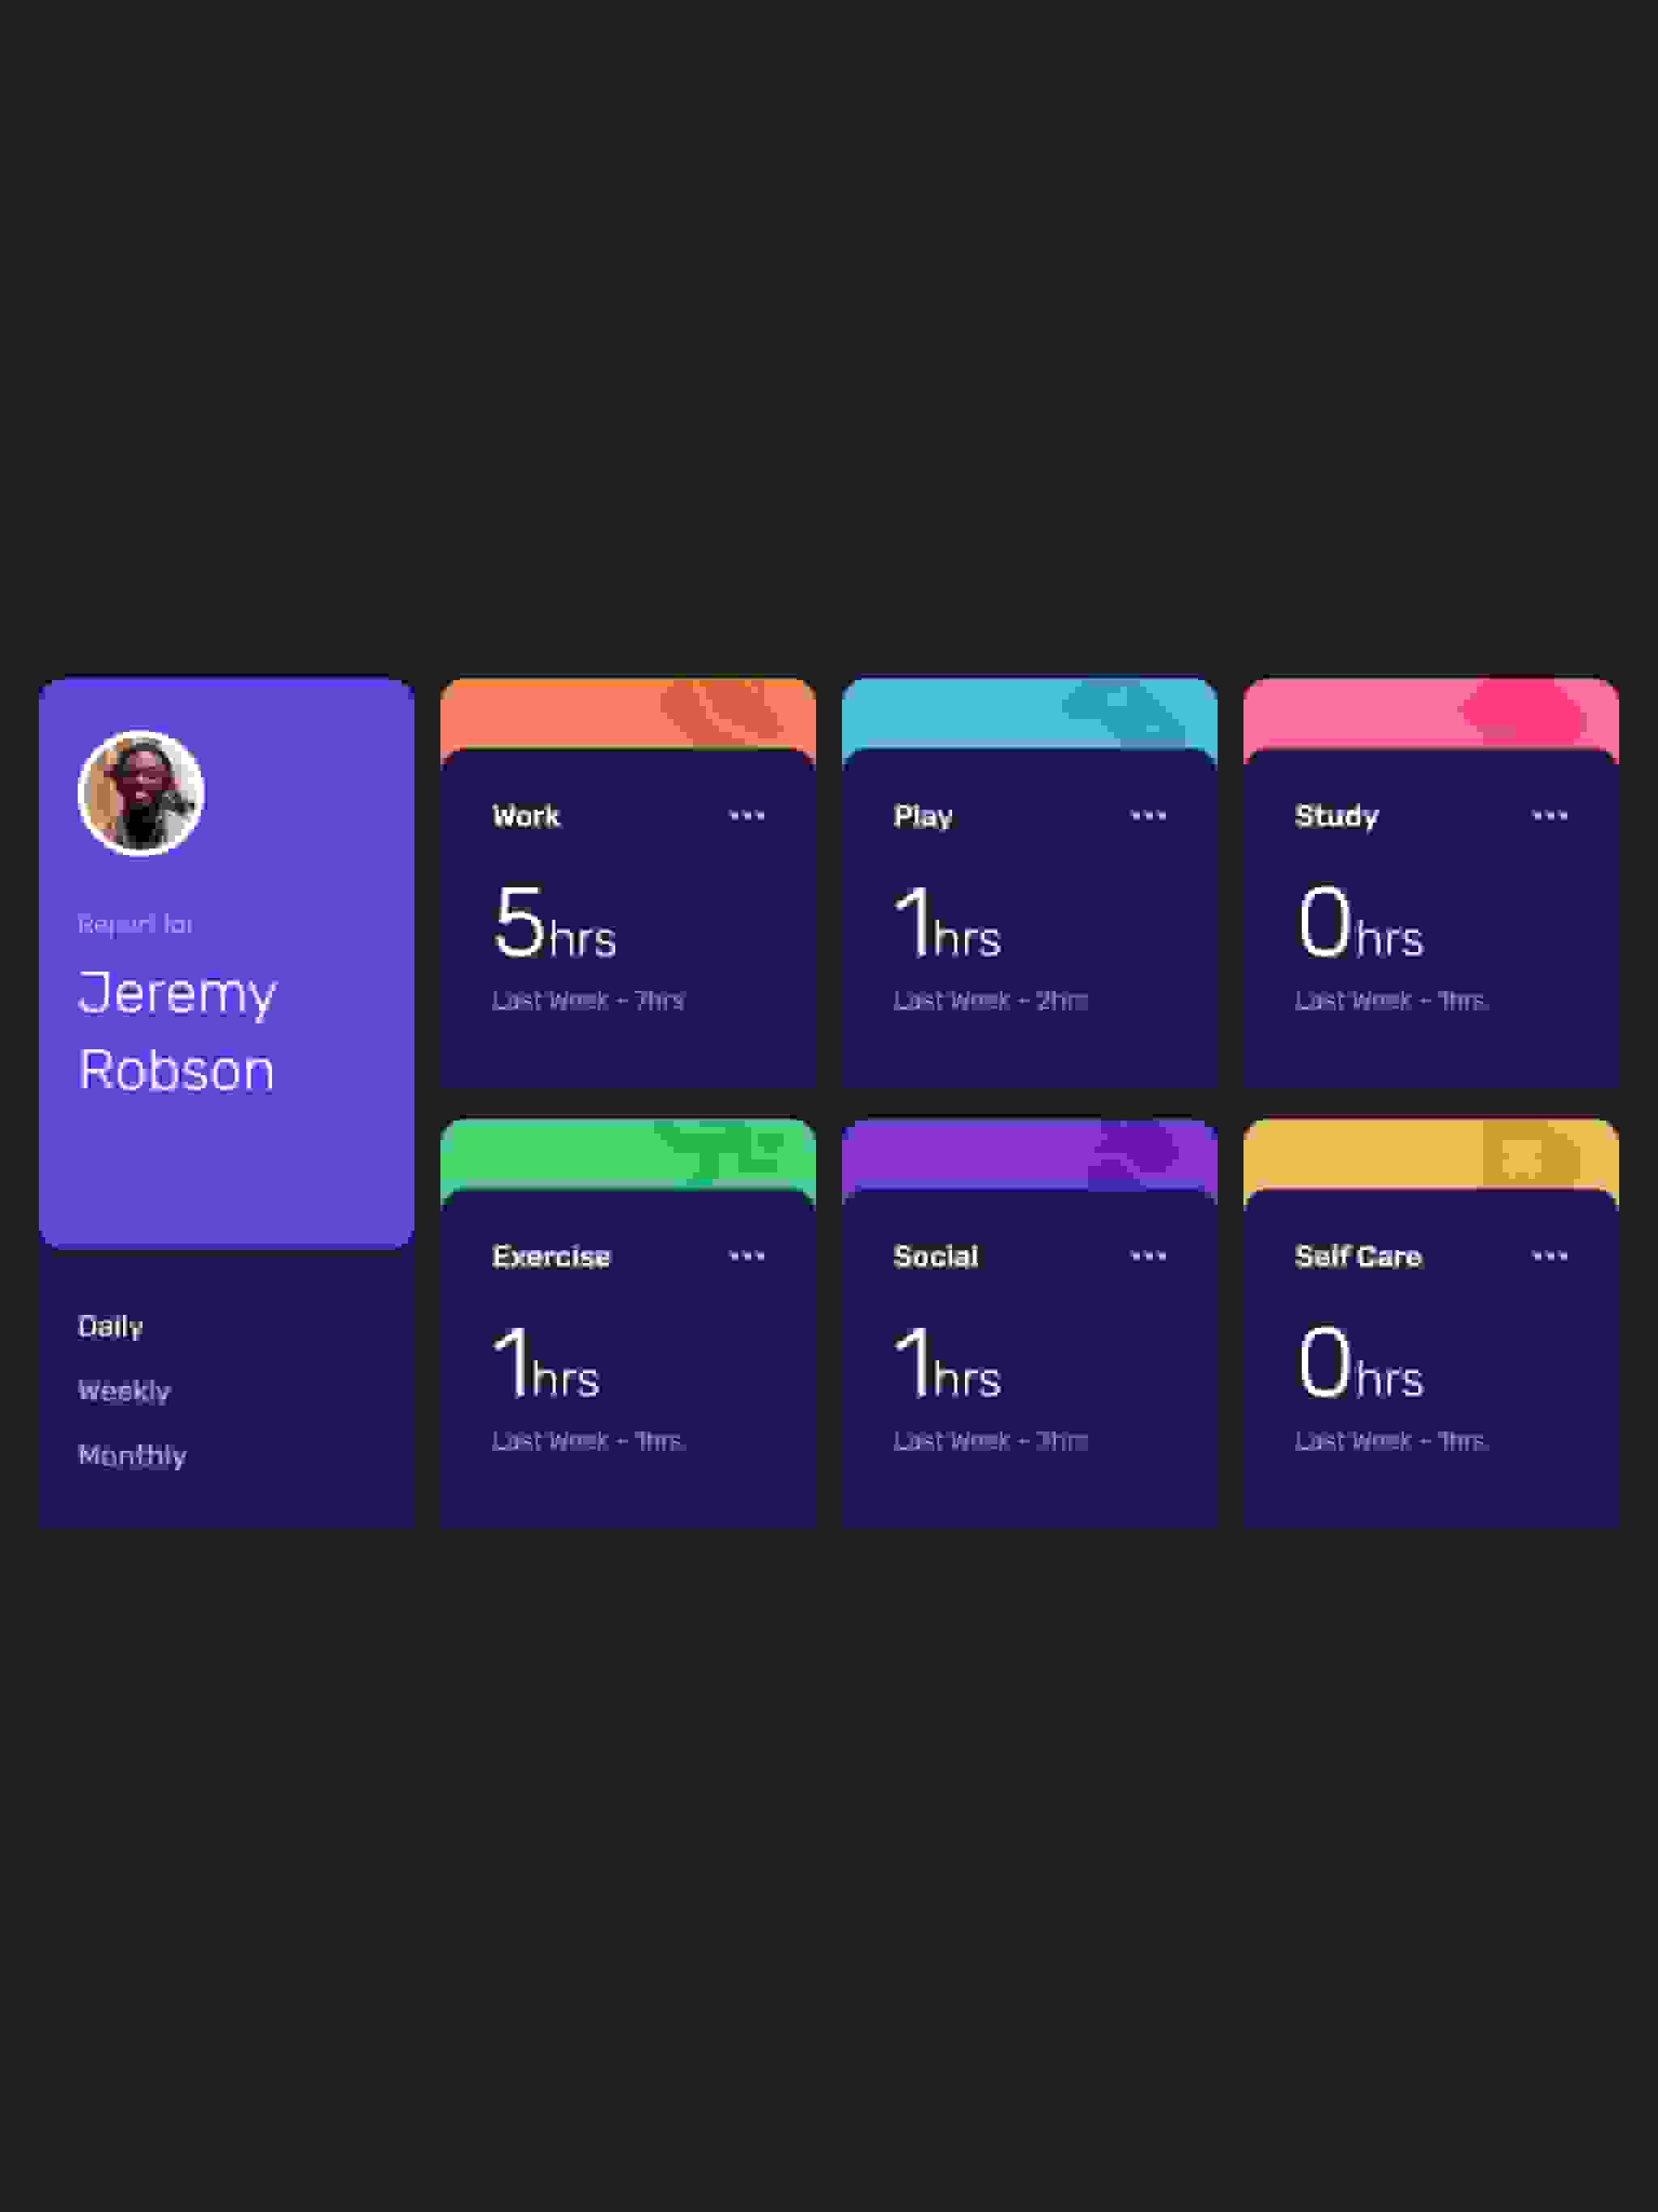 Report for
Jeremy
Robson
Daily
Weekly
Monthly
Work
5hrs
Last Week - 7hrs
Play
1hrs
Last Week - 2hrs
Study
0hrs
Last Week - 1hrs
Exercise
1hrs
Last Week - 1hrs
Social
1hrs
Last Week - 3hrs
Self Care
0hrs
Last Week - 1hrs